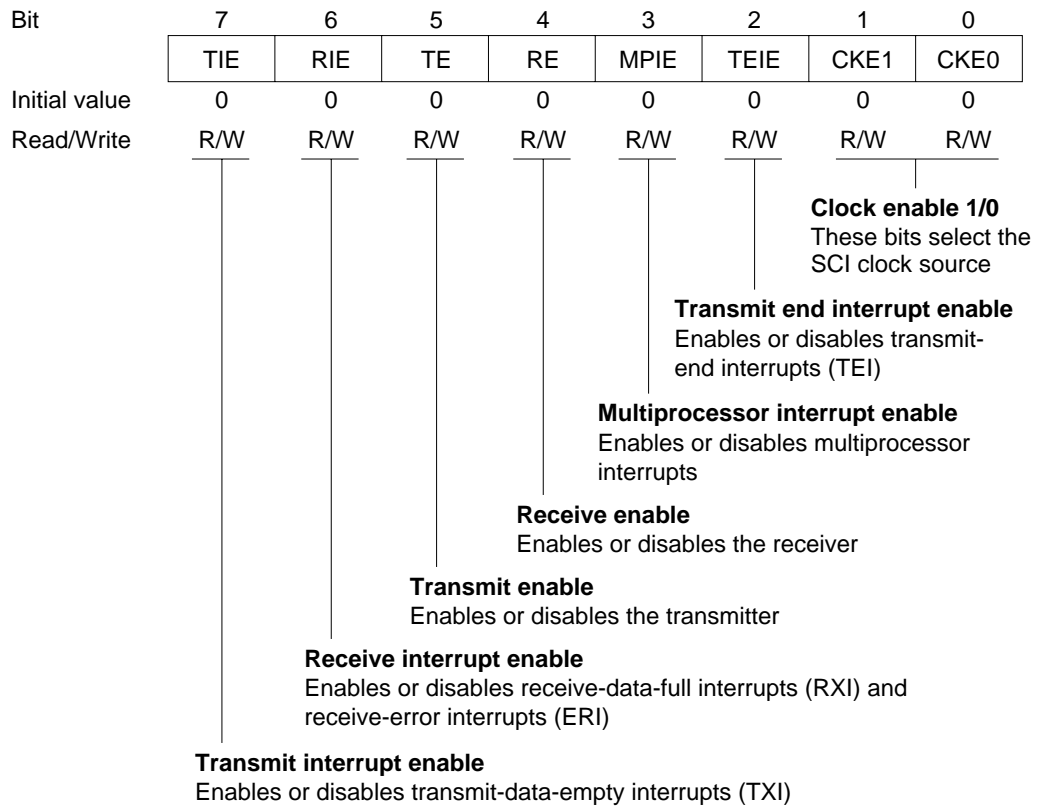 Bit 7 6 5 4 3 2 1 0
TIE RIE TE RE MPIE TEIE CKE1 CKE0
Initial value 0 0 0 0 0 0 0 0
Read/Write R/W R/W R/W R/W R/W R/W R/W R/W
Clock enable 1/0
These bits select the
SCI clock source
Transmit end interrupt enable
Enables or disables transmit-
end interrupts (TEI)
Multiprocessor interrupt enable
Enables or disables multiprocessor
interrupts
Receive enable
Enables or disables the receiver
Transmit enable
Enables or disables the transmitter
Receive interrupt enable
Enables or disables receive-data-full interrupts (RXI) and
receive-error interrupts (ERI)
Transmit interrupt enable
Enables or disables transmit-data-empty interrupts (TXI)